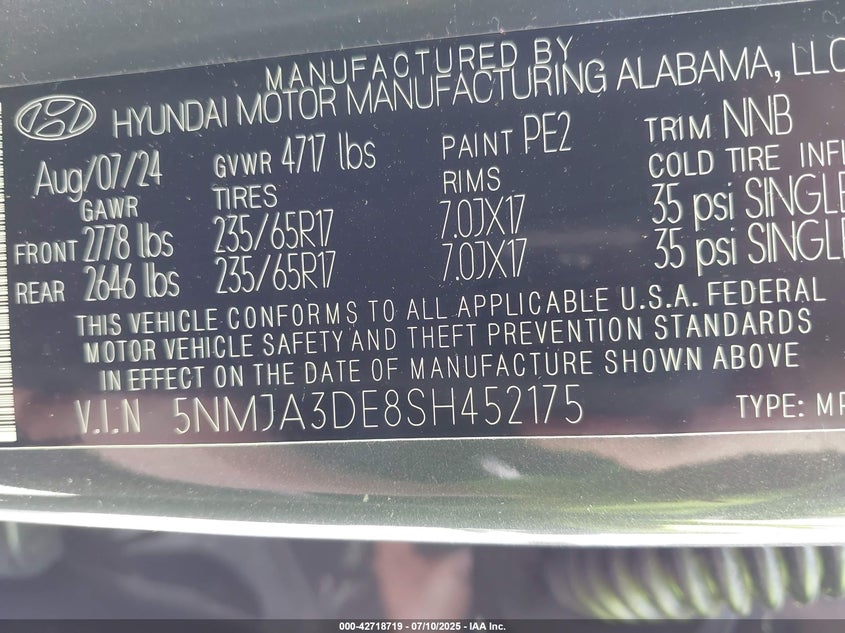 MANUFACTURED BY
HYUNDAI MOTOR MANUFACTURING ALABAMA, LLC
Aug/07/24 GVWR 4717 lbs PAINT PE2 TRIM NNB
GAWR TIRES RIMS COLD TIRE INFL
FRONT 2778 lbs 235/65R17 7.0JX17 35 psi SINGLE
REAR 2646 lbs 235/65R17 7.0JX17 35 psi SINGLE
THIS VEHICLE CONFORMS TO ALL APPLICABLE U.S.A. FEDERAL
MOTOR VEHICLE SAFETY AND THEFT PREVENTION STANDARDS
IN EFFECT ON THE DATE OF MANUFACTURE SHOWN ABOVE
V.I.N 5NMJA3DE8SH452175 TYPE: MP
000-42718719 - 07/10/2025 - IAA Inc.